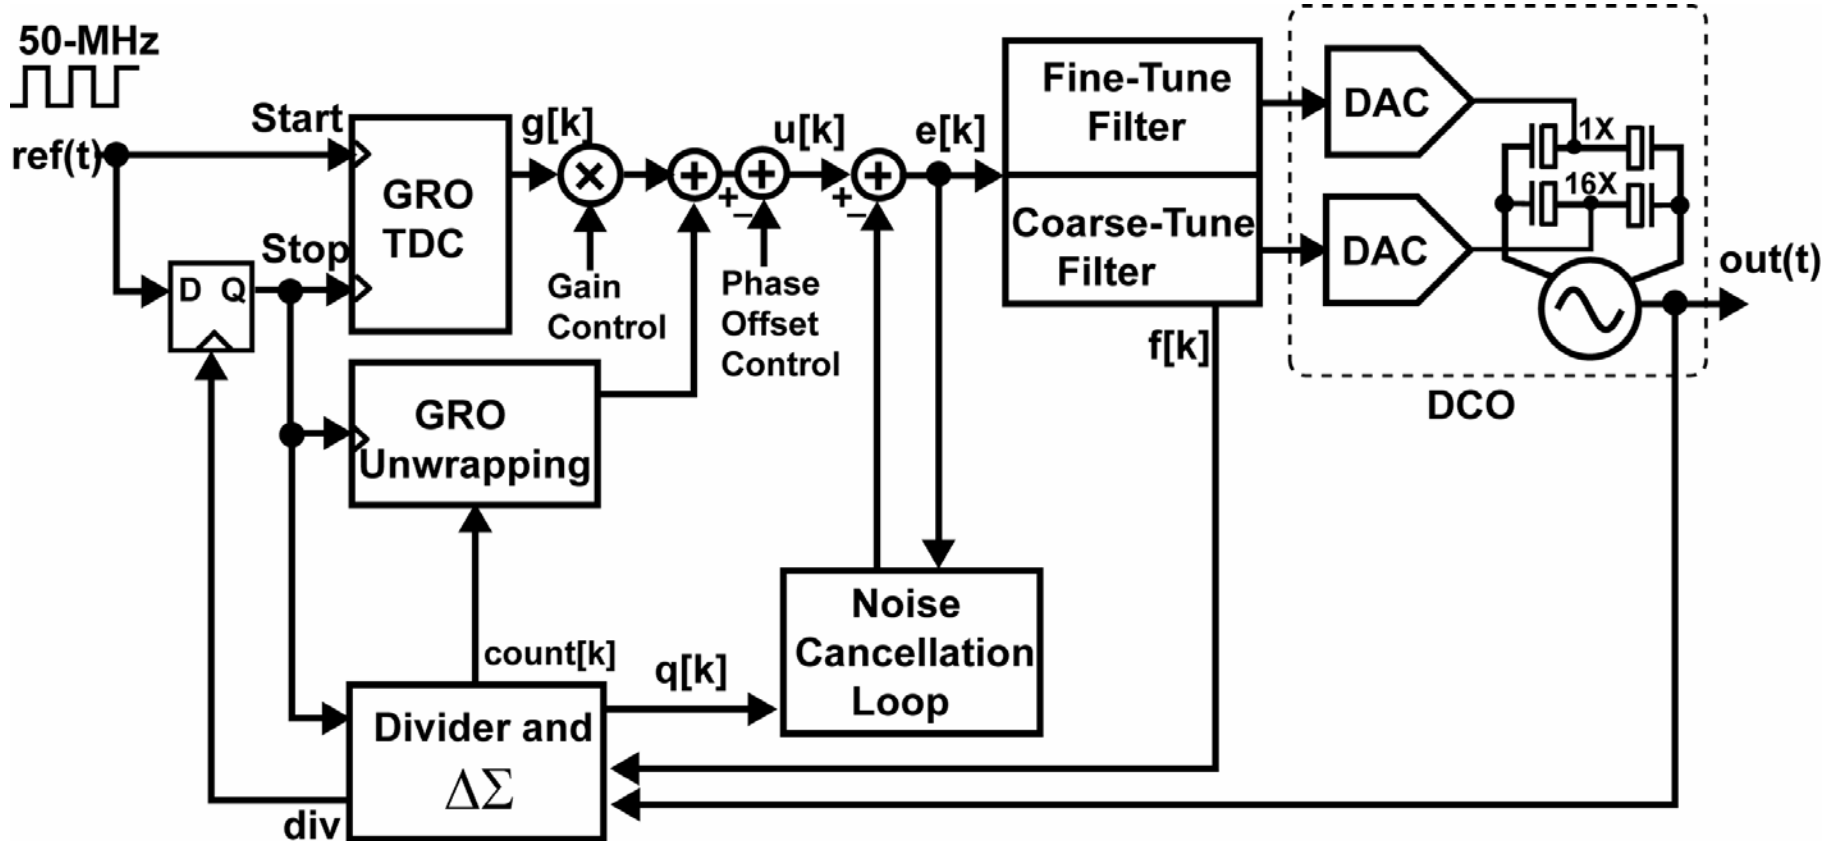 50-MHz
ref(t)
Start
Stop
D Q
GRO
TDC
g[k]
×
Gain
Control
+
+
−
+
Phase
Offset
Control
u[k]
+
−
+
e[k]
Fine-Tune
Filter
Coarse-Tune
Filter
DAC
DAC
1X
16X
out(t)
DCO
f[k]
GRO
Unwrapping
count[k]
q[k]
Noise
Cancellation
Loop
Divider and
ΔΣ
div